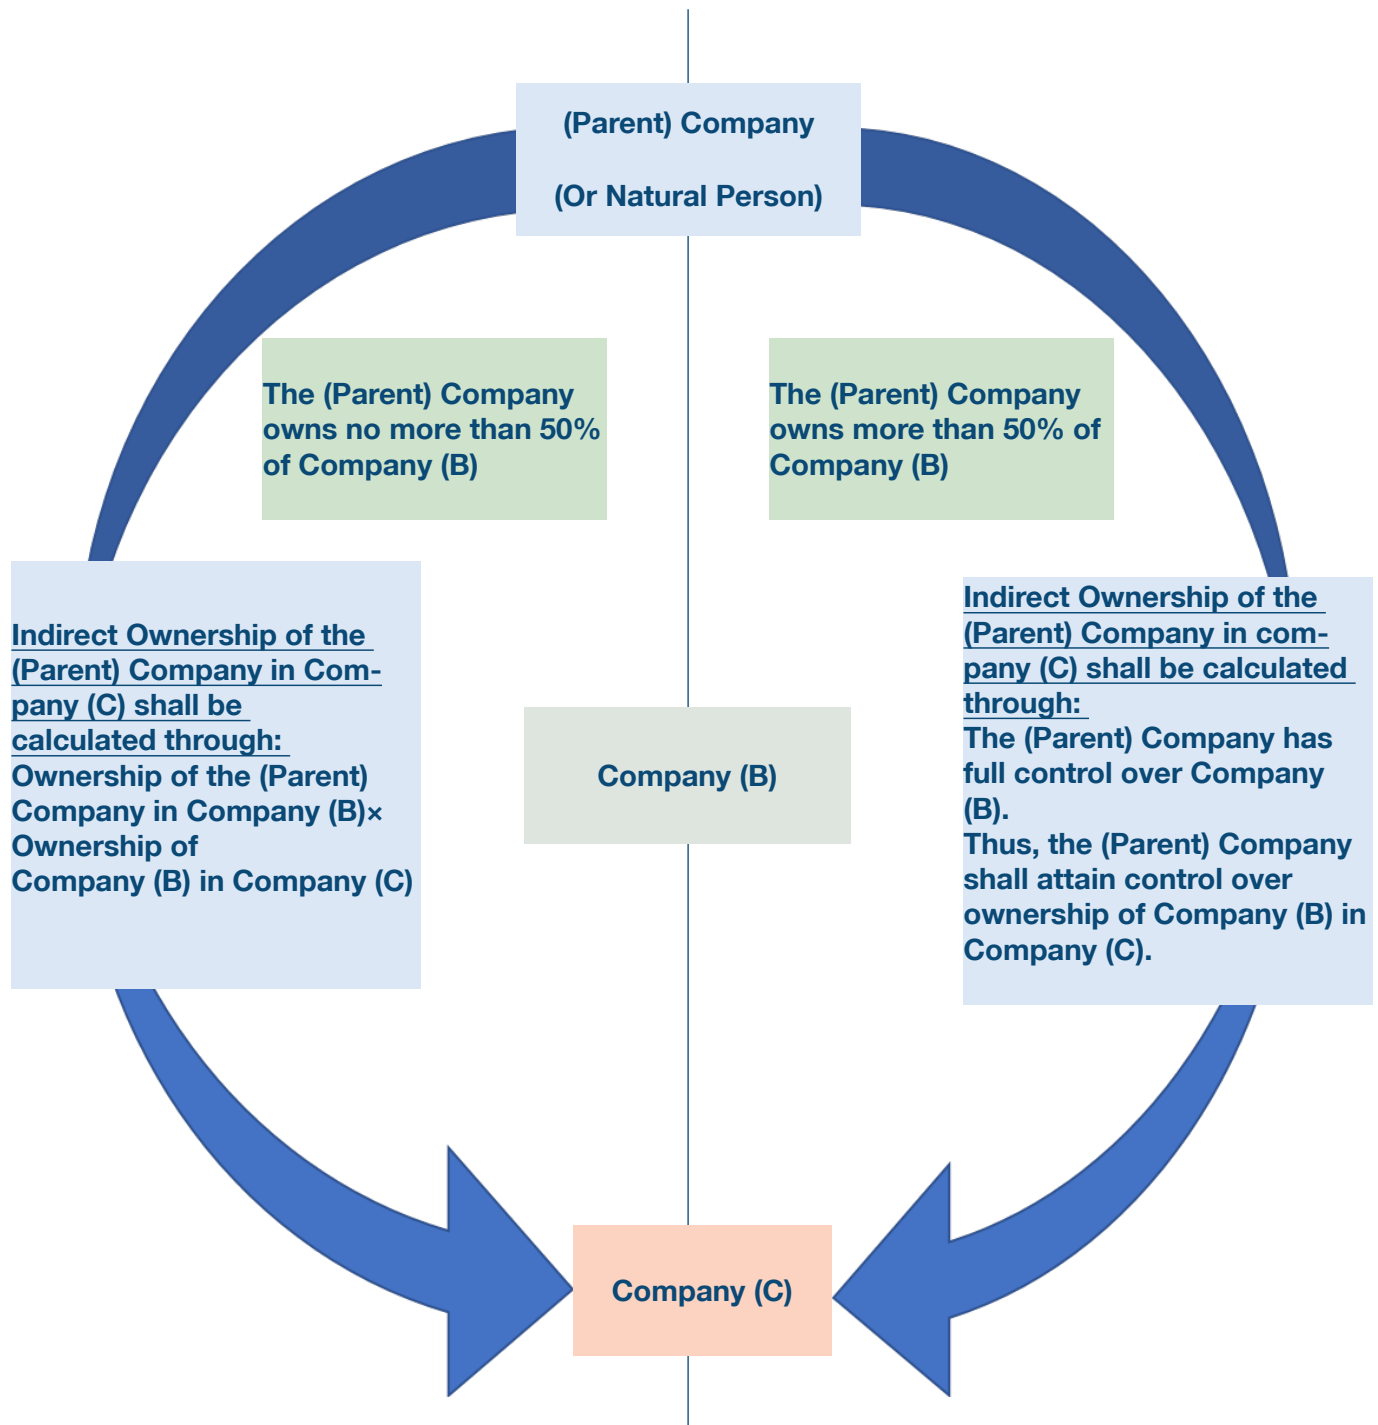 (Parent) Company
(Or Natural Person)
The (Parent) Company
owns no more than 50%
of Company (B)
The (Parent) Company
owns more than 50% of
Company (B)
Indirect Ownership of the
(Parent) Company in Com-
pany (C) shall be
calculated through:
Ownership of the (Parent)
Company in Company (B)×
Ownership of
Company (B) in Company (C)
Indirect Ownership of the
(Parent) Company in com-
pany (C) shall be calculated
through:
The (Parent) Company has
full control over Company
(B).
Thus, the (Parent) Company
shall attain control over
ownership of Company (B) in
Company (C).
Company (B)
Company (C)